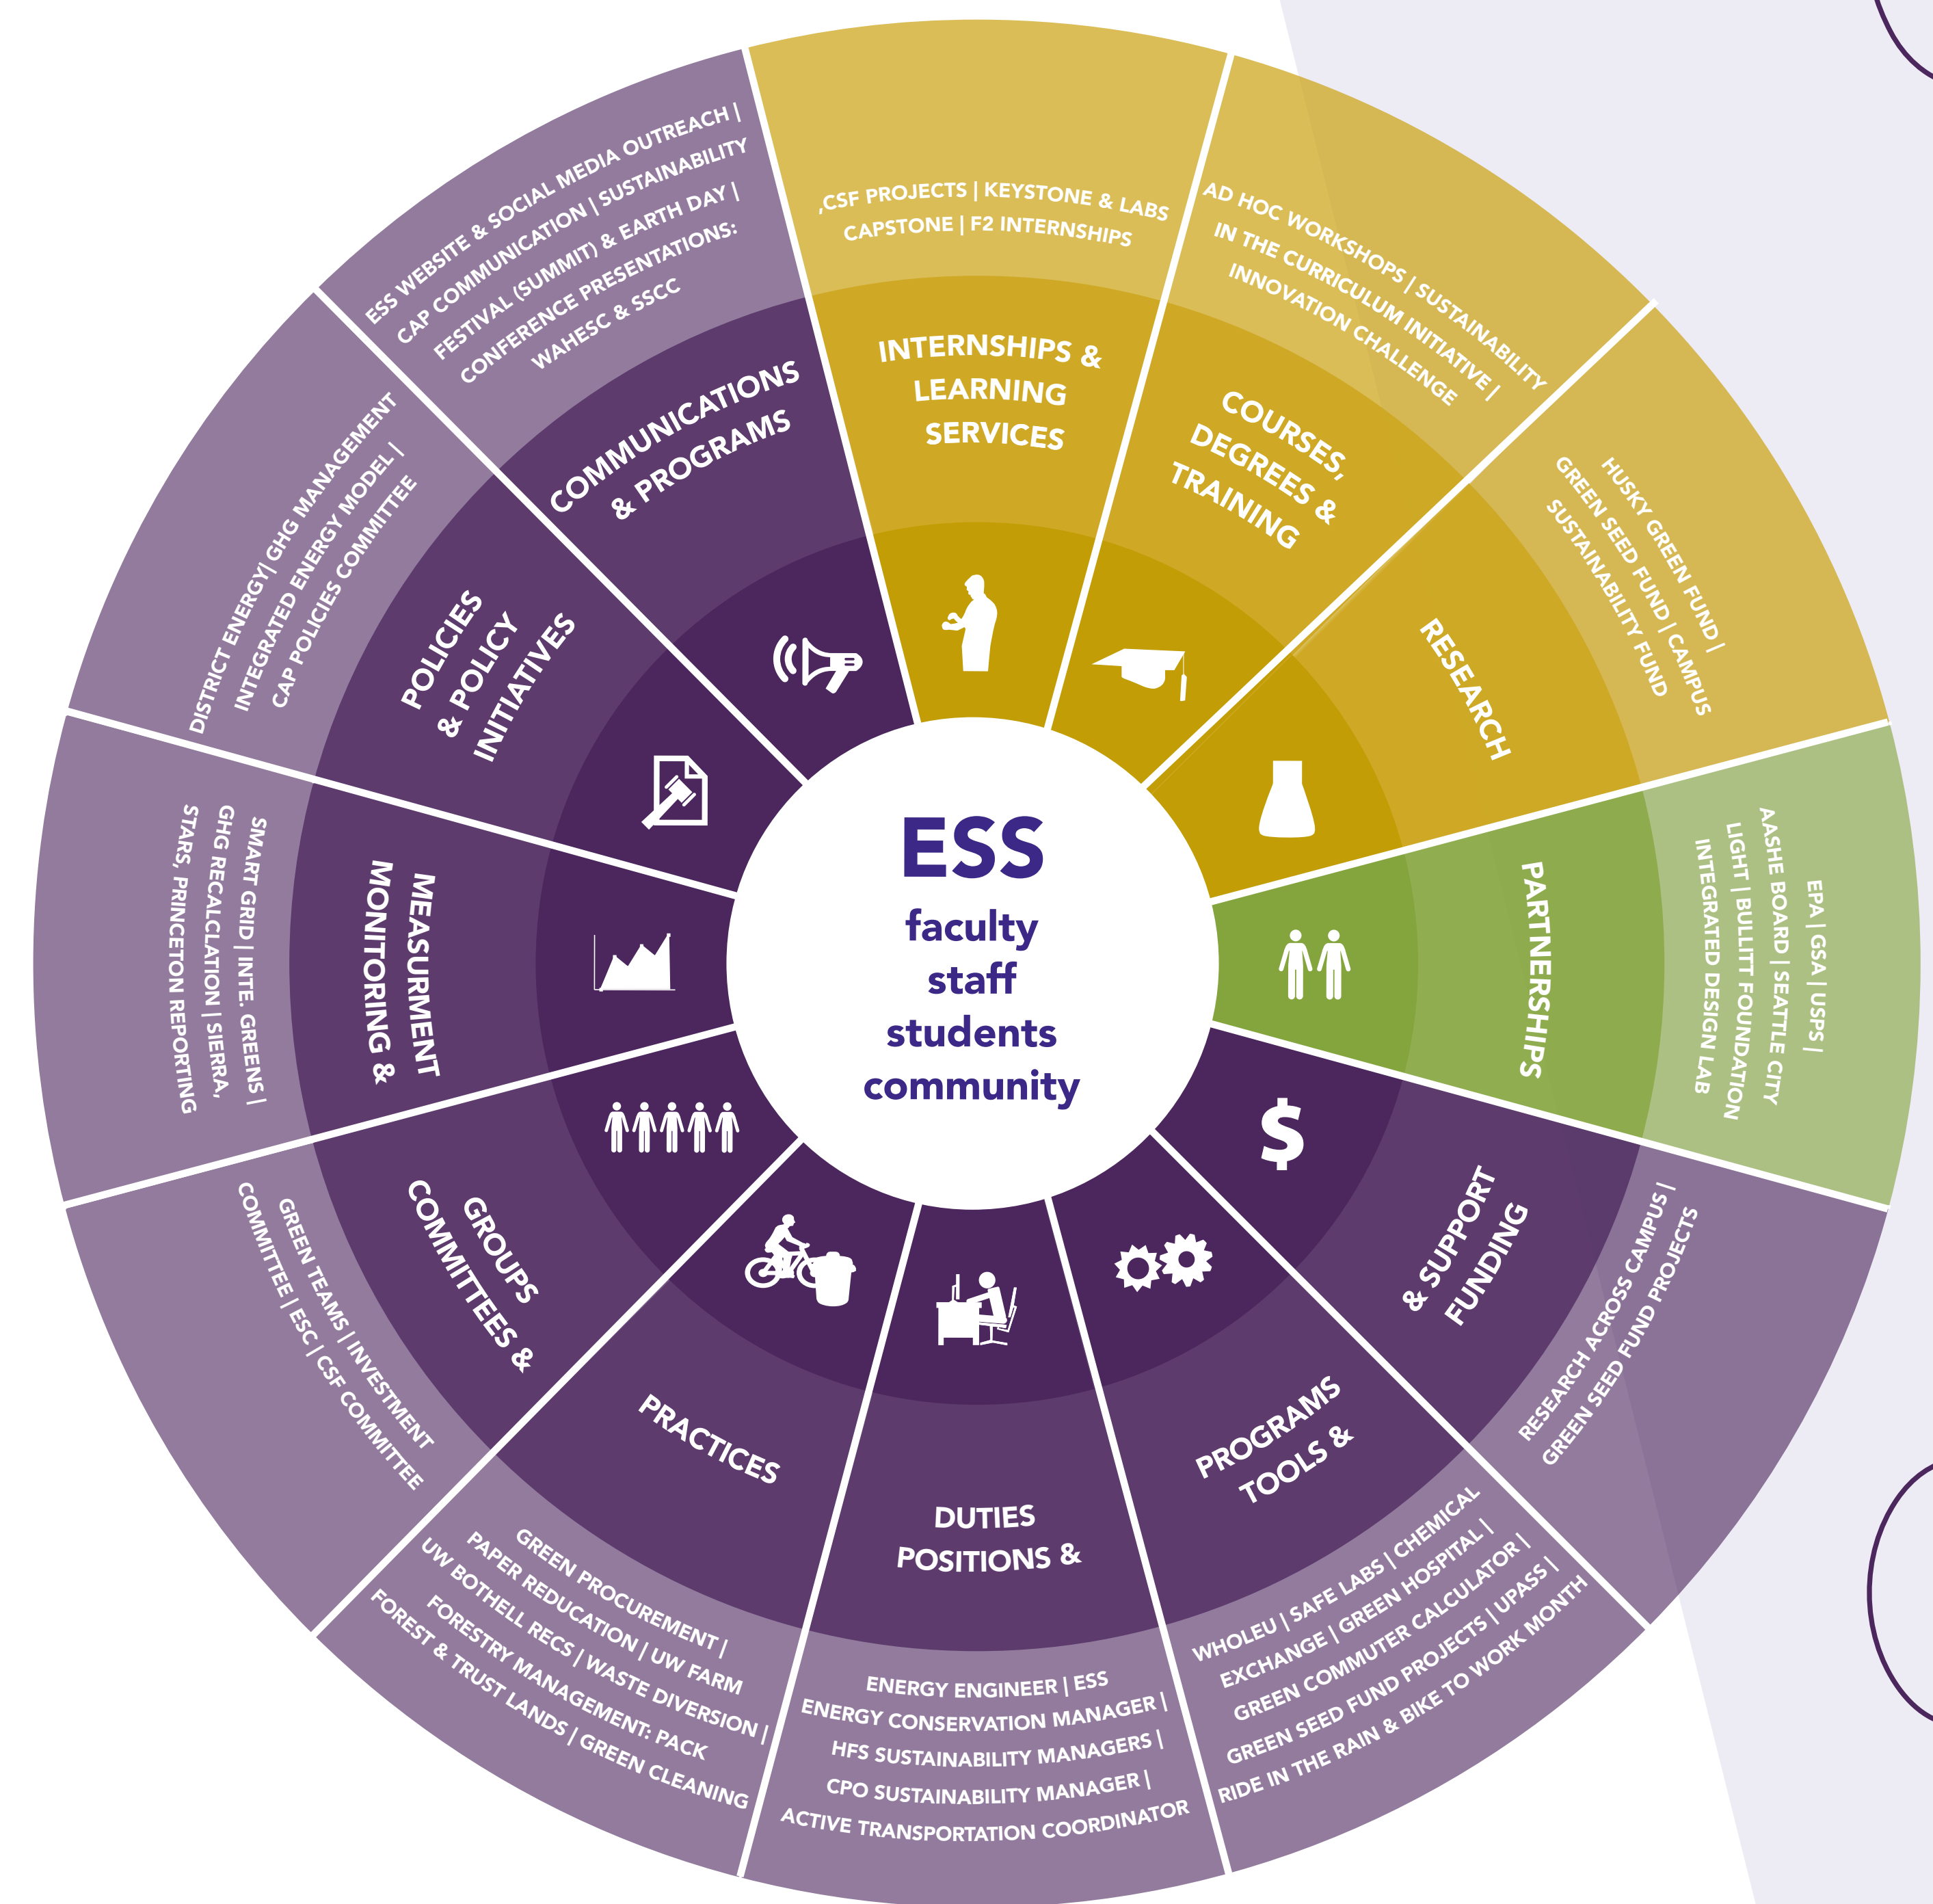 ESS
faculty
staff
students
community
INTERNSHIPS &
LEARNING
SERVICES
,CSF PROJECTS | KEYSTONE & LABS
CAPSTONE | F2 INTERNSHIPS
COURSES,
DEGREES &
TRAINING
AD HOC WORKSHOPS | SUSTAINABILITY
IN THE CURRICULUM INITIATIVE |
INNOVATION CHALLENGE
RESEARCH
HUSKY GREEN FUND |
GREEN SEED FUND | CAMPUS
SUSTAINABILITY FUND
PARTNERSHIPS
EPA | GSA | USPS |
AASHE BOARD | SEATTLE CITY
LIGHT | BULLITT FOUNDATION
INTEGRATED DESIGN LAB
& SUPPORT
FUNDING
RESEARCH ACROSS CAMPUS |
GREEN SEED FUND PROJECTS
$
PROGRAMS
TOOLS &
WHOLEU | SAFE LABS | CHEMICAL
EXCHANGE | GREEN HOSPITAL |
GREEN COMMUTER CALCULATOR |
GREEN SEED FUND PROJECTS | UPASS |
RIDE IN THE RAIN & BIKE TO WORK MONTH
DUTIES
POSITIONS &
ENERGY ENGINEER | ESS
ENERGY CONSERVATION MANAGER |
HFS SUSTAINABILITY MANAGERS |
CPO SUSTAINABILITY MANAGER |
ACTIVE TRANSPORTATION COORDINATOR
PRACTICES
GREEN PROCUREMENT |
PAPER REDUCATION | UW FARM
UW BOTHELL RECS | WASTE DIVERSION |
FORESTRY MANAGEMENT: PACK
FOREST & TRUST LANDS | GREEN CLEANING
GROUPS
COMMITTEES &
GREEN TEAMS | INVESTMENT
COMMITTEE | ESC | CSF COMMITTEE
MEASURMENT
MONITORING &
SMART GRID | INTE. GREENS |
GHG RECALCLATION | SIERRA,
STARS, PRINCETON REPORTING
POLICIES
& POLICY
INITIATIVES
DISTRICT ENERGY| GHG MANAGEMENT
INTEGRATED ENERGY MODEL |
CAP POLICIES COMMITTEE
COMMUNICATIONS
& PROGRAMS
ESS WEBSITE & SOCIAL MEDIA OUTREACH |
CAP COMMUNICATION | SUSTAINABILITY
FESTIVAL (SUMMIT) & EARTH DAY |
CONFERENCE PRESENTATIONS:
WAHESC & SSCC